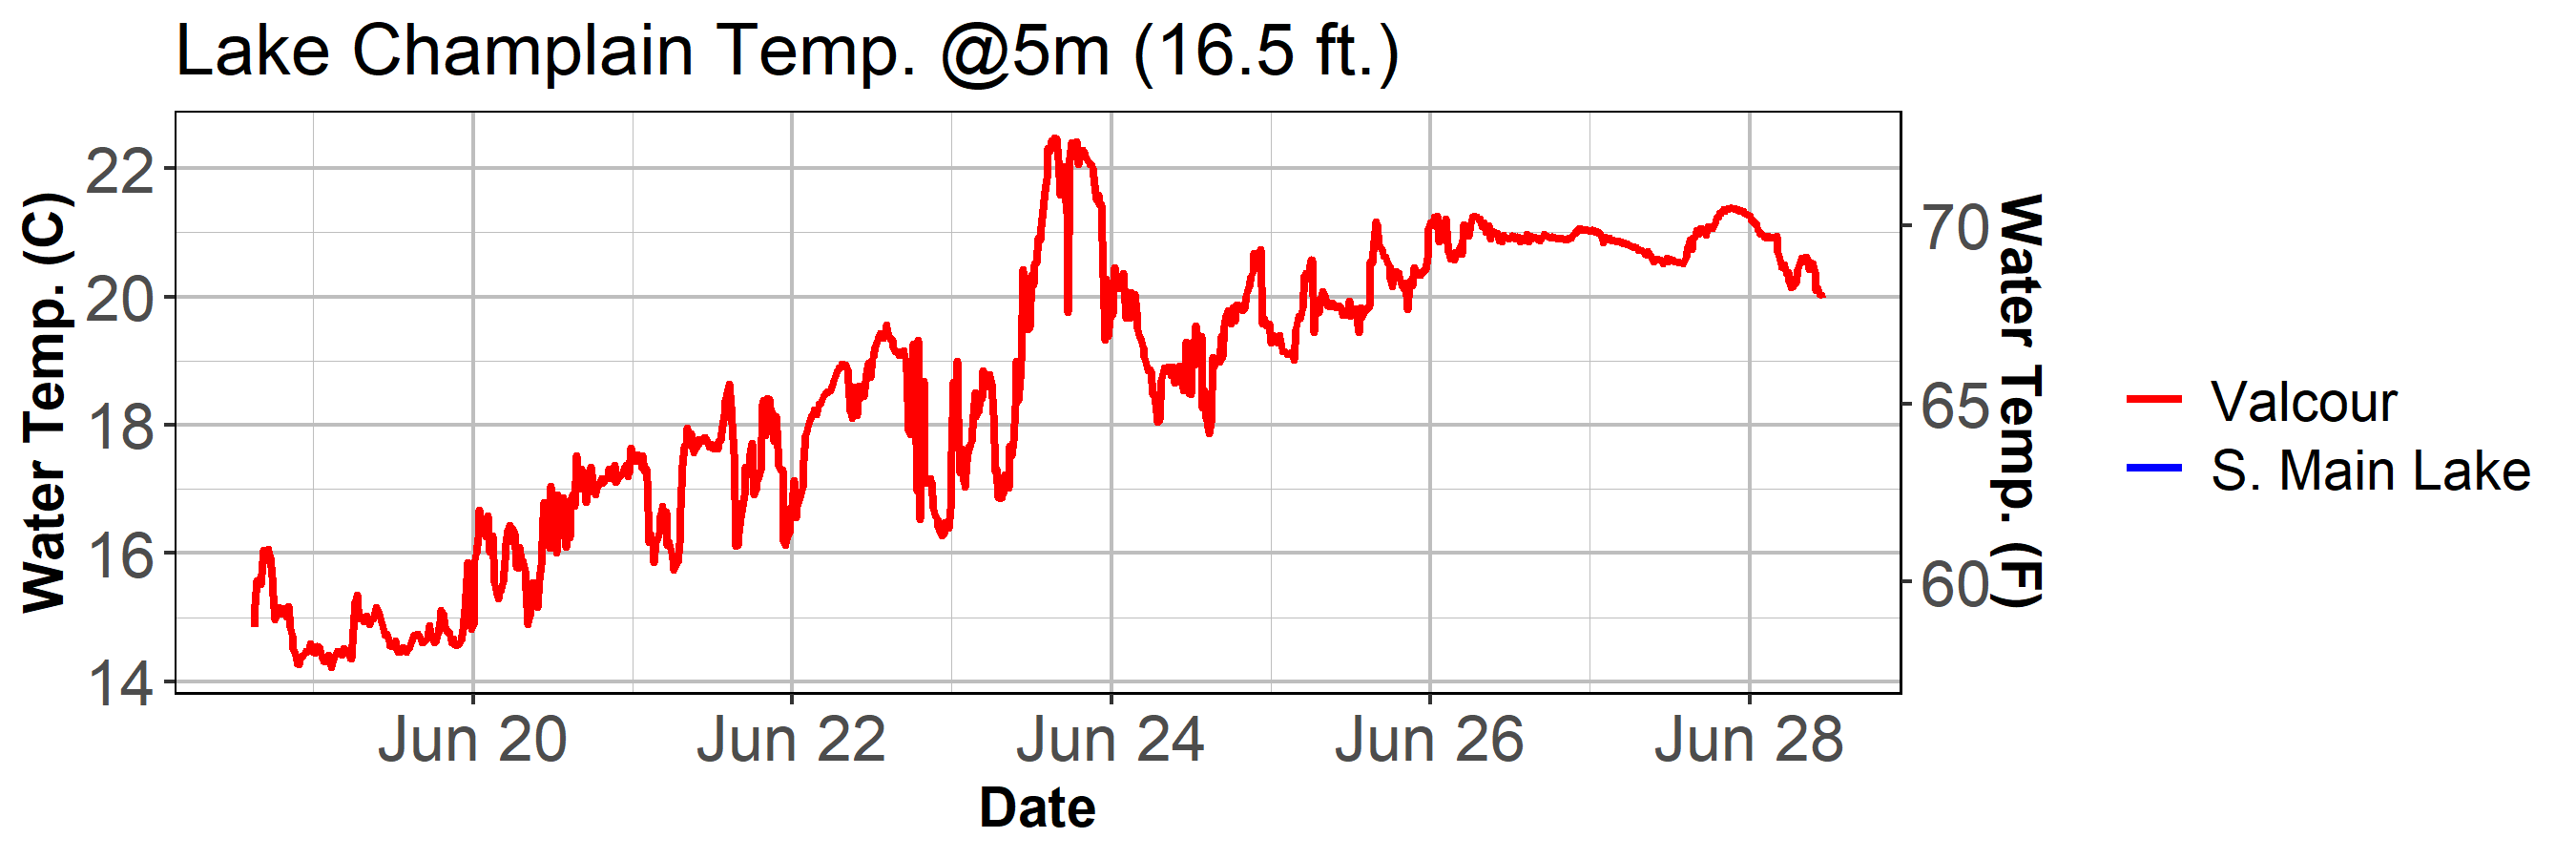 Lake Champlain Temp. @5m (16.5 ft.)
Water Temp. (C)
22
20
18
16
14
70
65
60
Water Temp. (F)
Jun 20
Jun 22
Jun 24
Jun 26
Jun 28
Date
Valcour
S. Main Lake